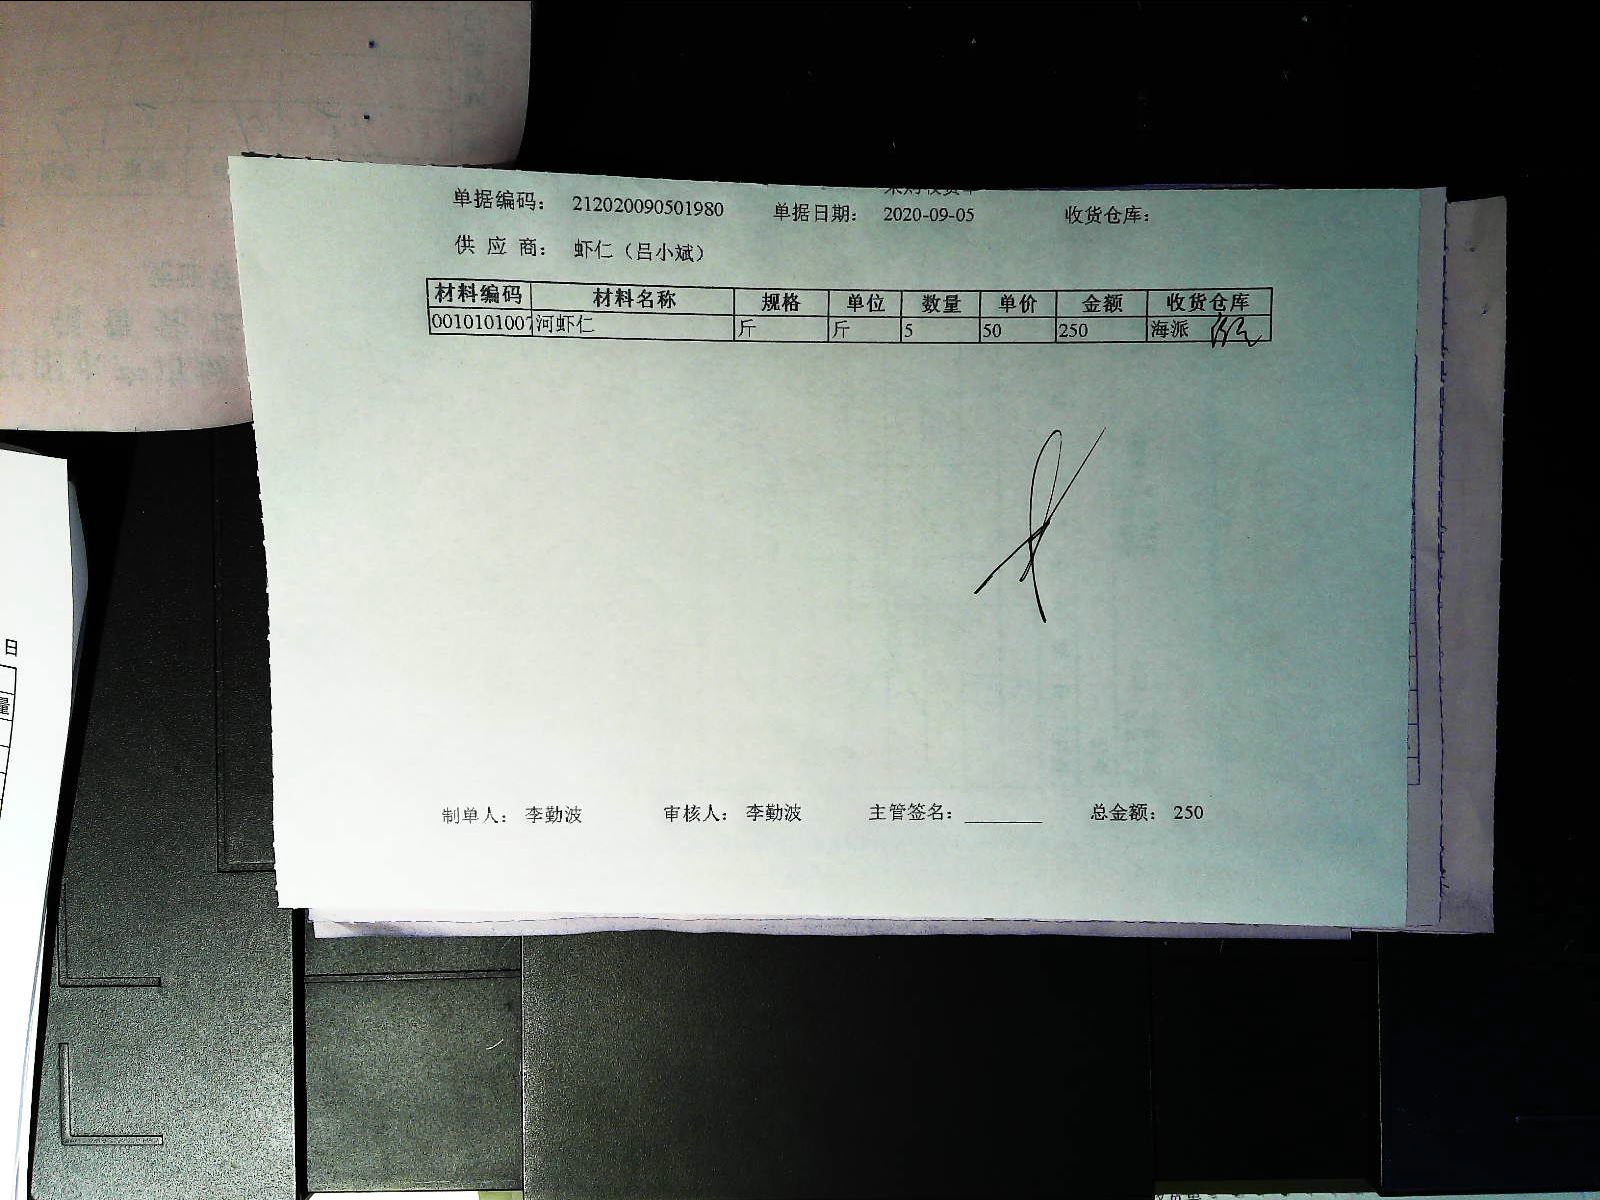 单据编码： 212020090501980 单据日期： 2020-09-05 收货仓库：
供 应 商： 虾仁（吕小斌）
材料编码 材料名称 规格 单位 数量 单价 金额 收货仓库
0010101007 河虾仁 斤 斤 5 50 250 海派
制单人： 李勤波 审核人： 李勤波 主管签名：________ 总金额： 250
日
量